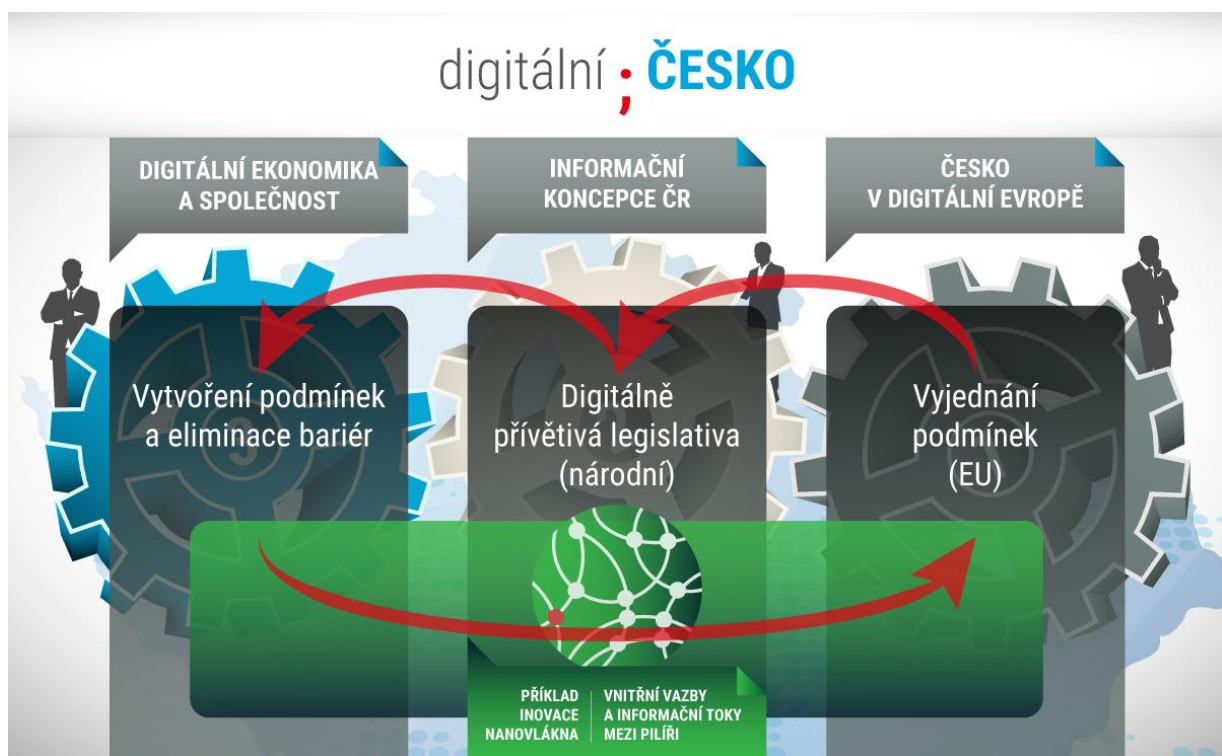 digitální ; ČESKO
DIGITÁLNÍ EKONOMIKA
A SPOLEČNOST
INFORMAČNÍ
KONCEPCE ČR
ČESKO
V DIGITÁLNÍ EVROPĚ
Vytvoření podmínek
a eliminace bariér
Digitálně
přívětivá legislativa
(národní)
Vyjednání
podmínek
(EU)
PŘÍKLAD
INOVACE
NANOVLÁKNA
VNITŘNÍ VAZBY
A INFORMAČNÍ TOKY
MEZI PILÍŘI